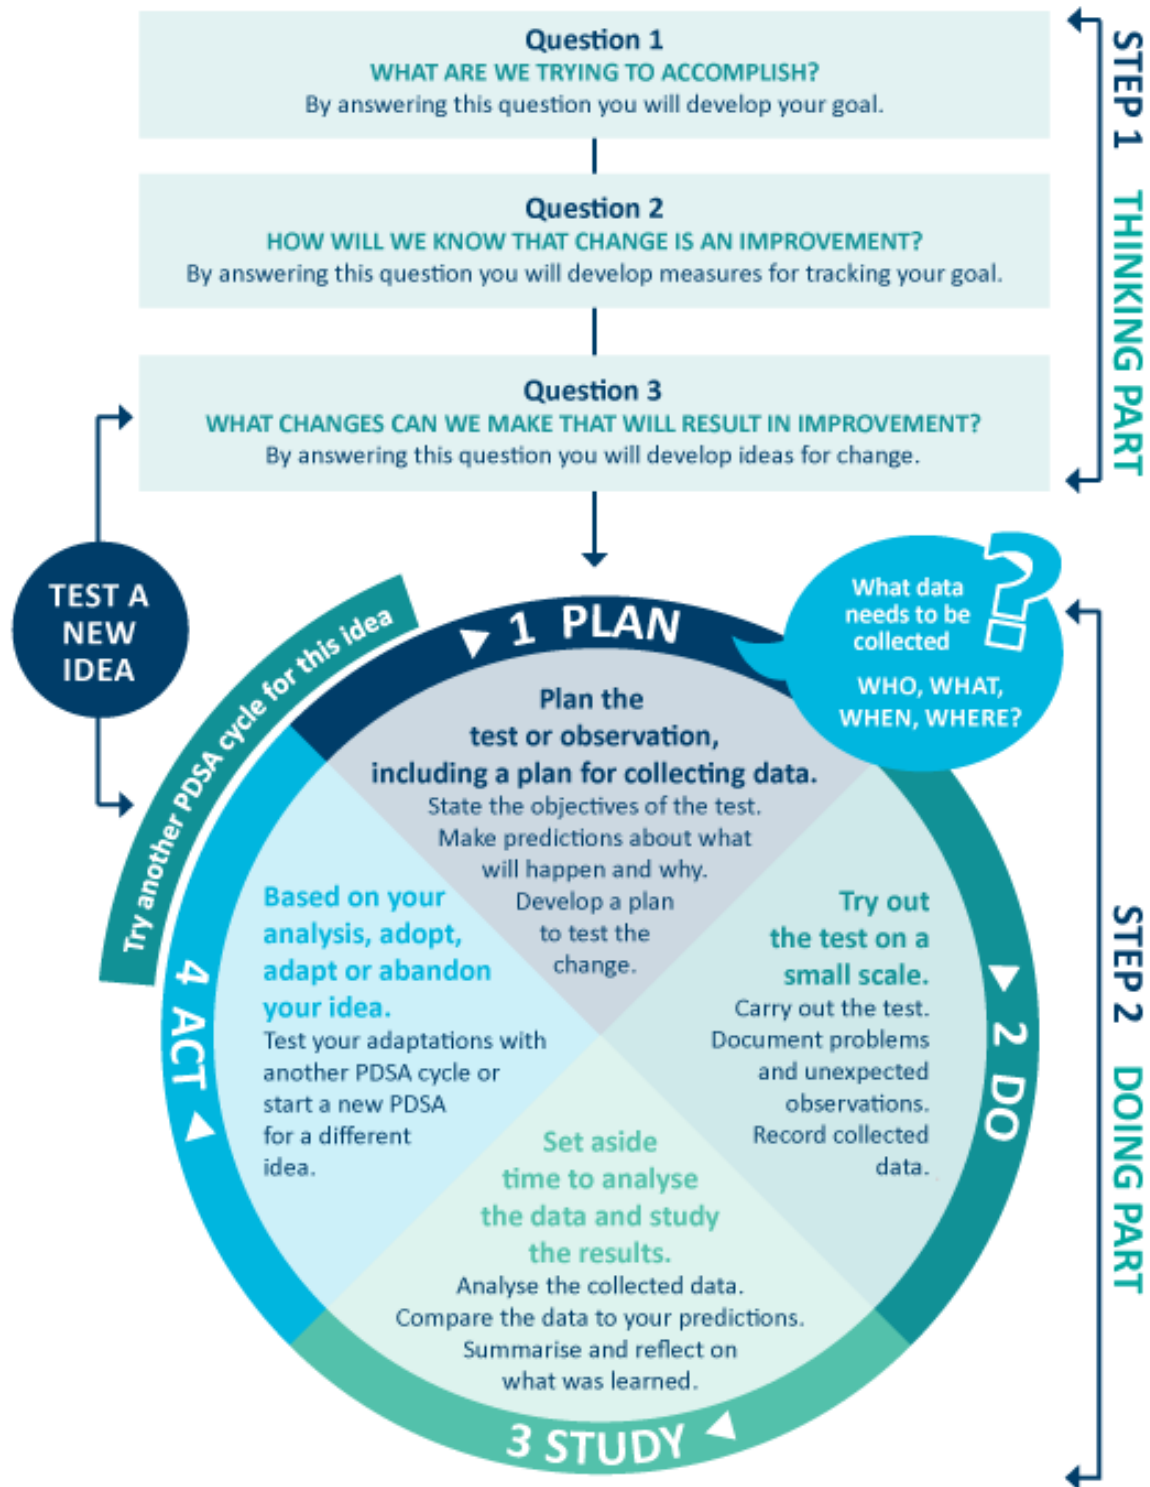 Question 1
WHAT ARE WE TRYING TO ACCOMPLISH?
By answering this question you will develop your goal.
Question 2
HOW WILL WE KNOW THAT CHANGE IS AN IMPROVEMENT?
By answering this question you will develop measures for tracking your goal.
Question 3
WHAT CHANGES CAN WE MAKE THAT WILL RESULT IN IMPROVEMENT?
By answering this question you will develop ideas for change.
STEP 1 THINKING PART
TEST A
NEW
IDEA
Try another PDSA cycle for this idea
1 PLAN
What data
needs to be
collected
?
WHO, WHAT,
WHEN, WHERE?
Plan the
test or observation,
including a plan for collecting data.
State the objectives of the test.
Make predictions about what
will happen and why.
Develop a plan
to test the
change.
2 DO
Try out
the test on a
small scale.
Carry out the test.
Document problems
and unexpected
observations.
Record collected
data.
3 STUDY
Set aside
time to analyse
the data and study
the results.
Analyse the collected data.
Compare the data to your predictions.
Summarise and reflect on
what was learned.
4 ACT
Based on your
analysis, adopt,
adapt or abandon
your idea.
Test your adaptations with
another PDSA cycle or
start a new PDSA
for a different
idea.
STEP 2 DOING PART